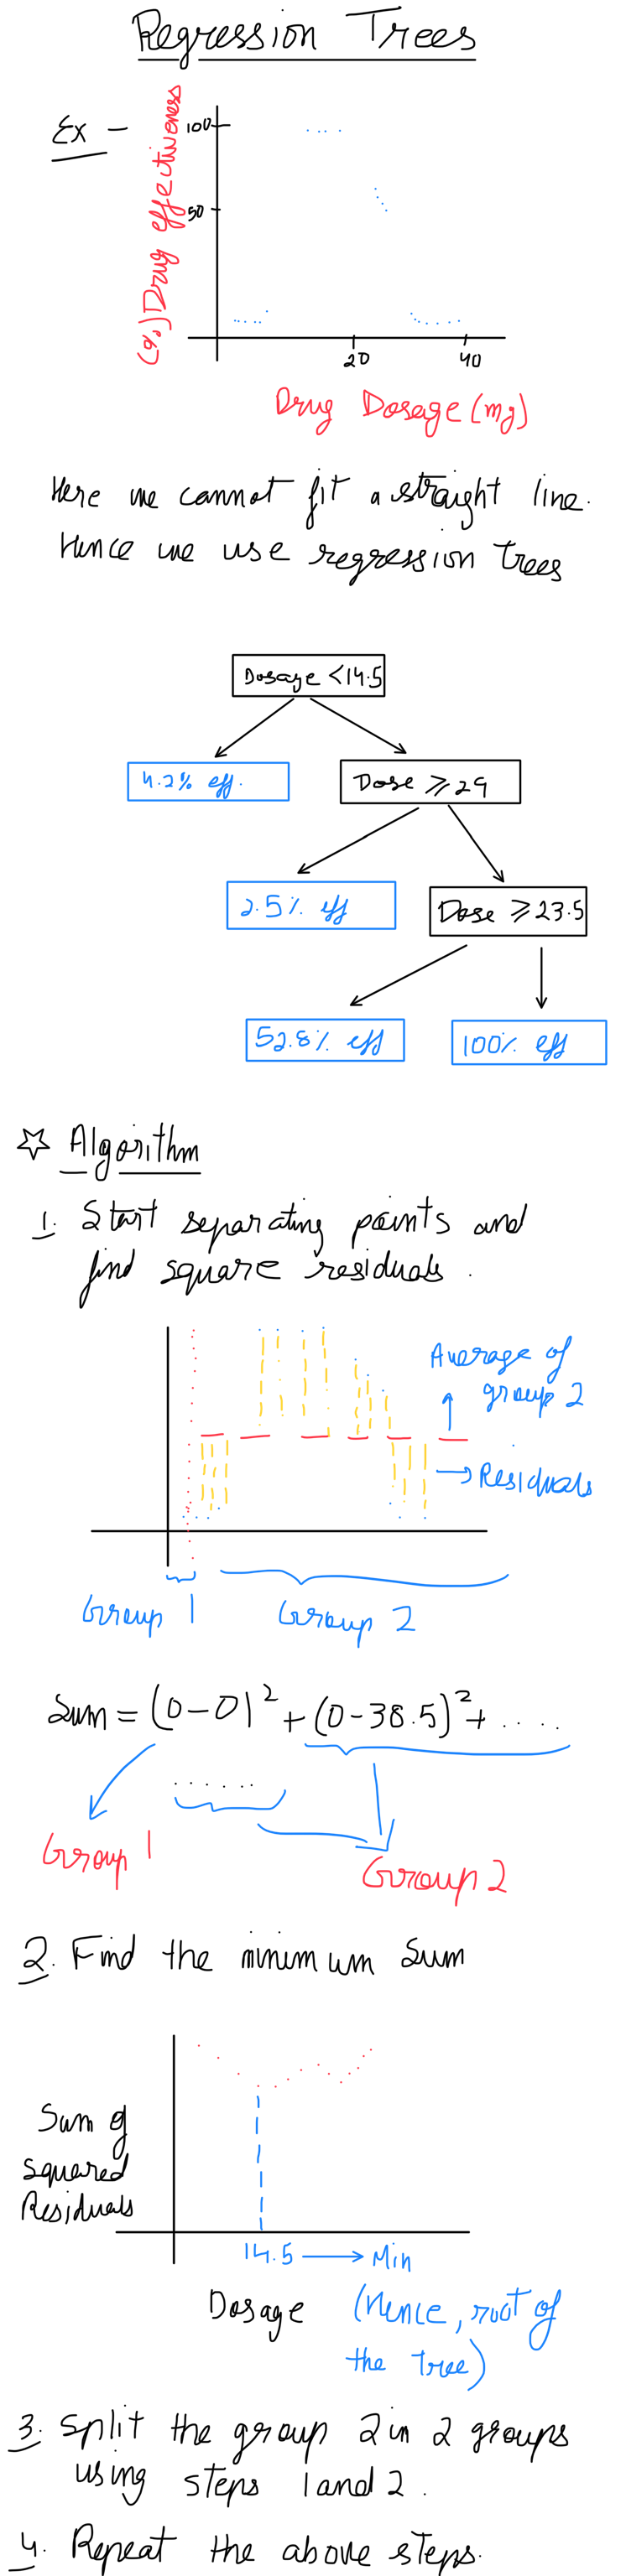 Regression Trees
Ex -
(%) Drug effectiveness
100
50
20 40
Drug Dosage (mg)
Here we cannot fit a straight line.
Hence we use regression trees
Dosage <14.5
4.2% eff.
Dose ⩾29
2.5% eff
Dose ⩾23.5
52.8% eff
100% eff
☆ Algorithm
1. Start separating points and
find square residuals.
Average of
group 2
→ Residuals
Group 1
Group 2
Sum = (0-0)² + (0-38.5)² + ....
......
Group 1
Group 2
2. Find the minimum sum
Sum of
Squared
Residuals
14.5 → Min
Dosage
(Hence, root of
the tree)
3. Split the group 2 in 2 groups
using steps 1 and 2.
4. Repeat the above steps.